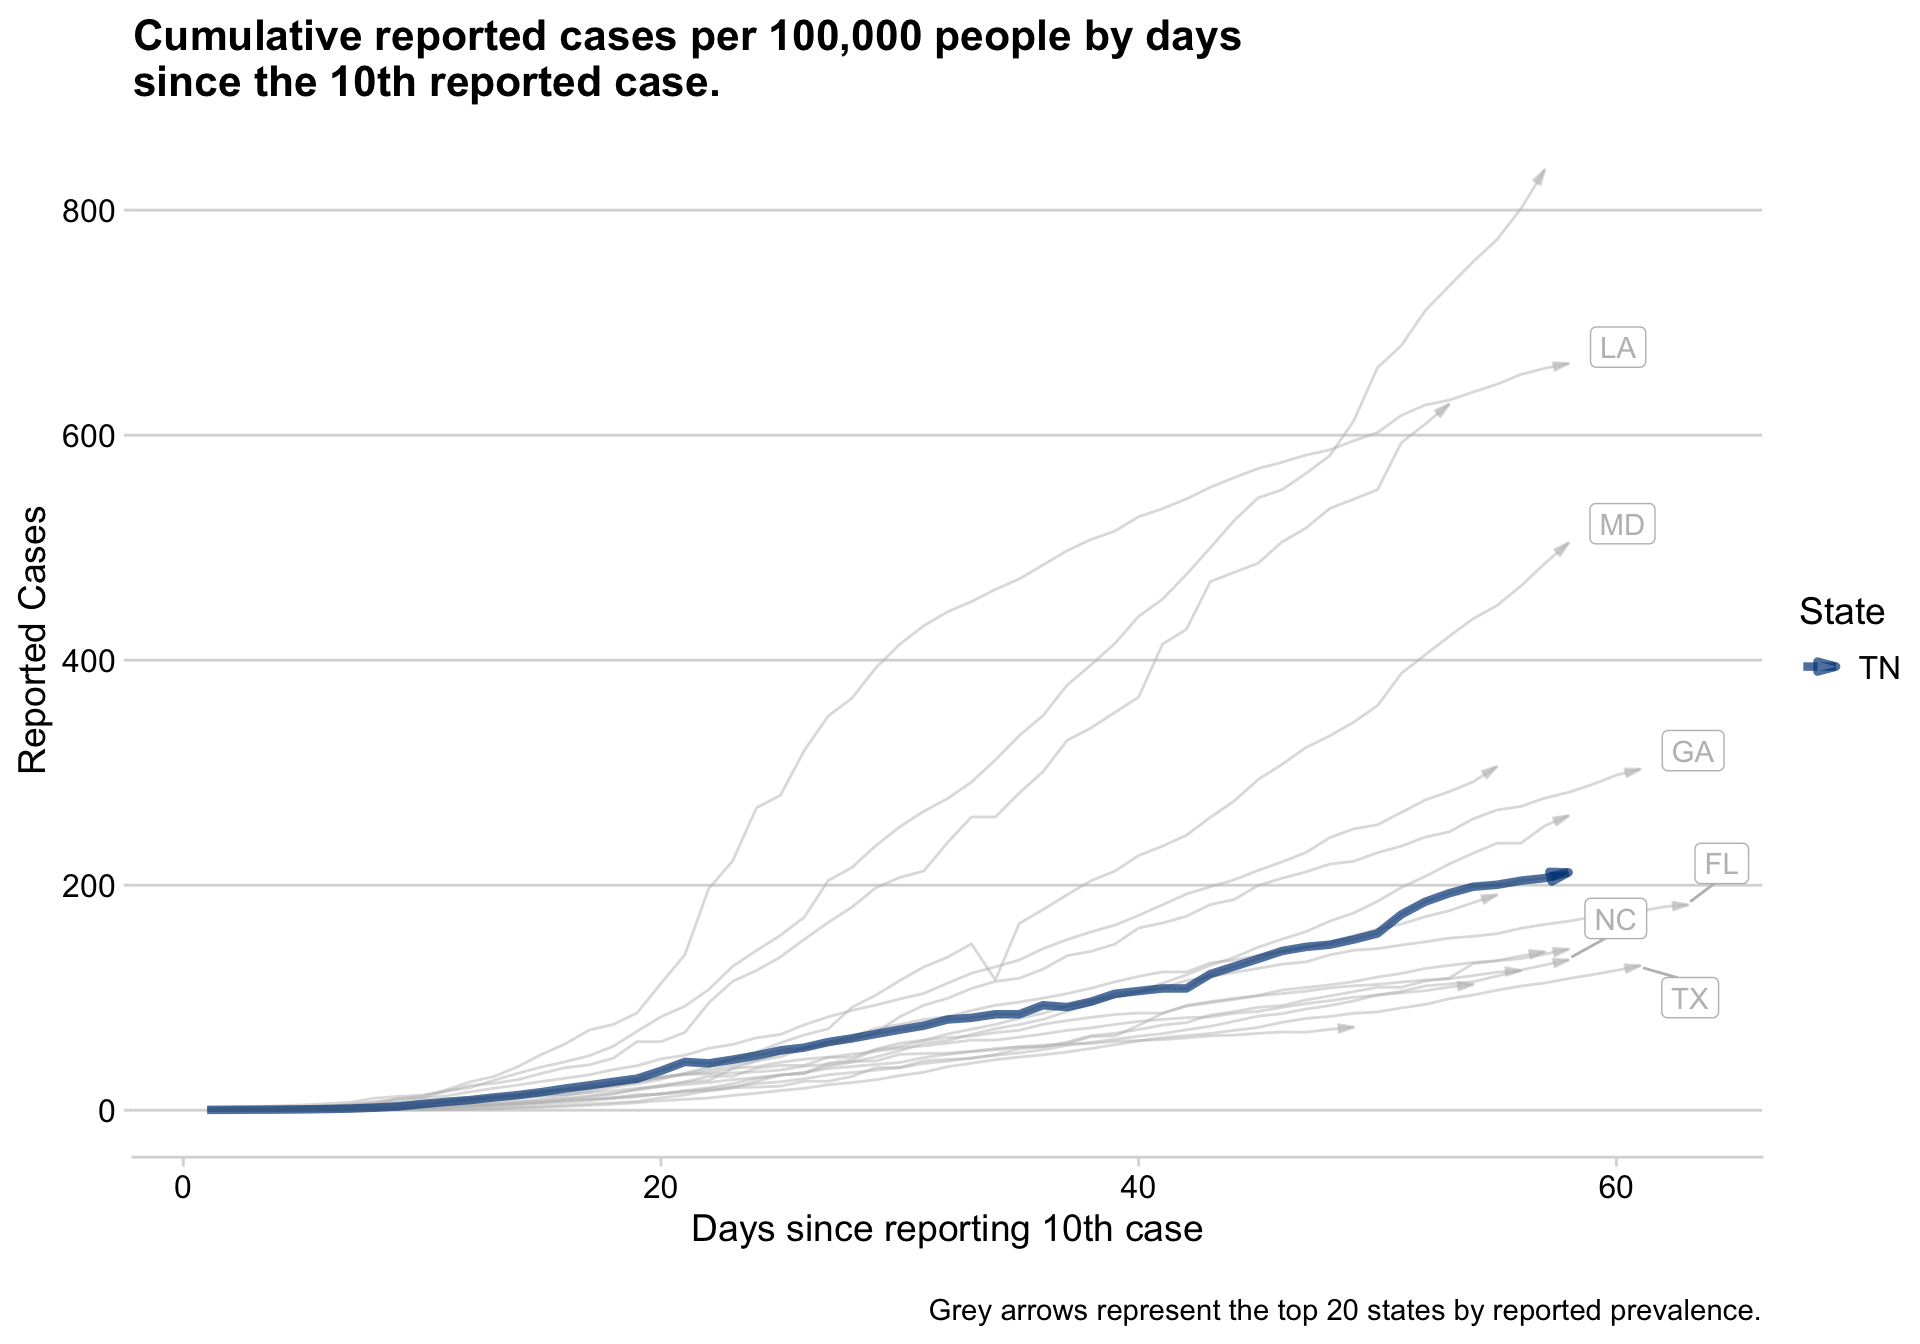 Cumulative reported cases per 100,000 people by days
since the 10th reported case.
800
600
400
200
0
Reported Cases
LA
MD
GA
FL
NC
TX
State
TN
0
20
40
60
Days since reporting 10th case
Grey arrows represent the top 20 states by reported prevalence.